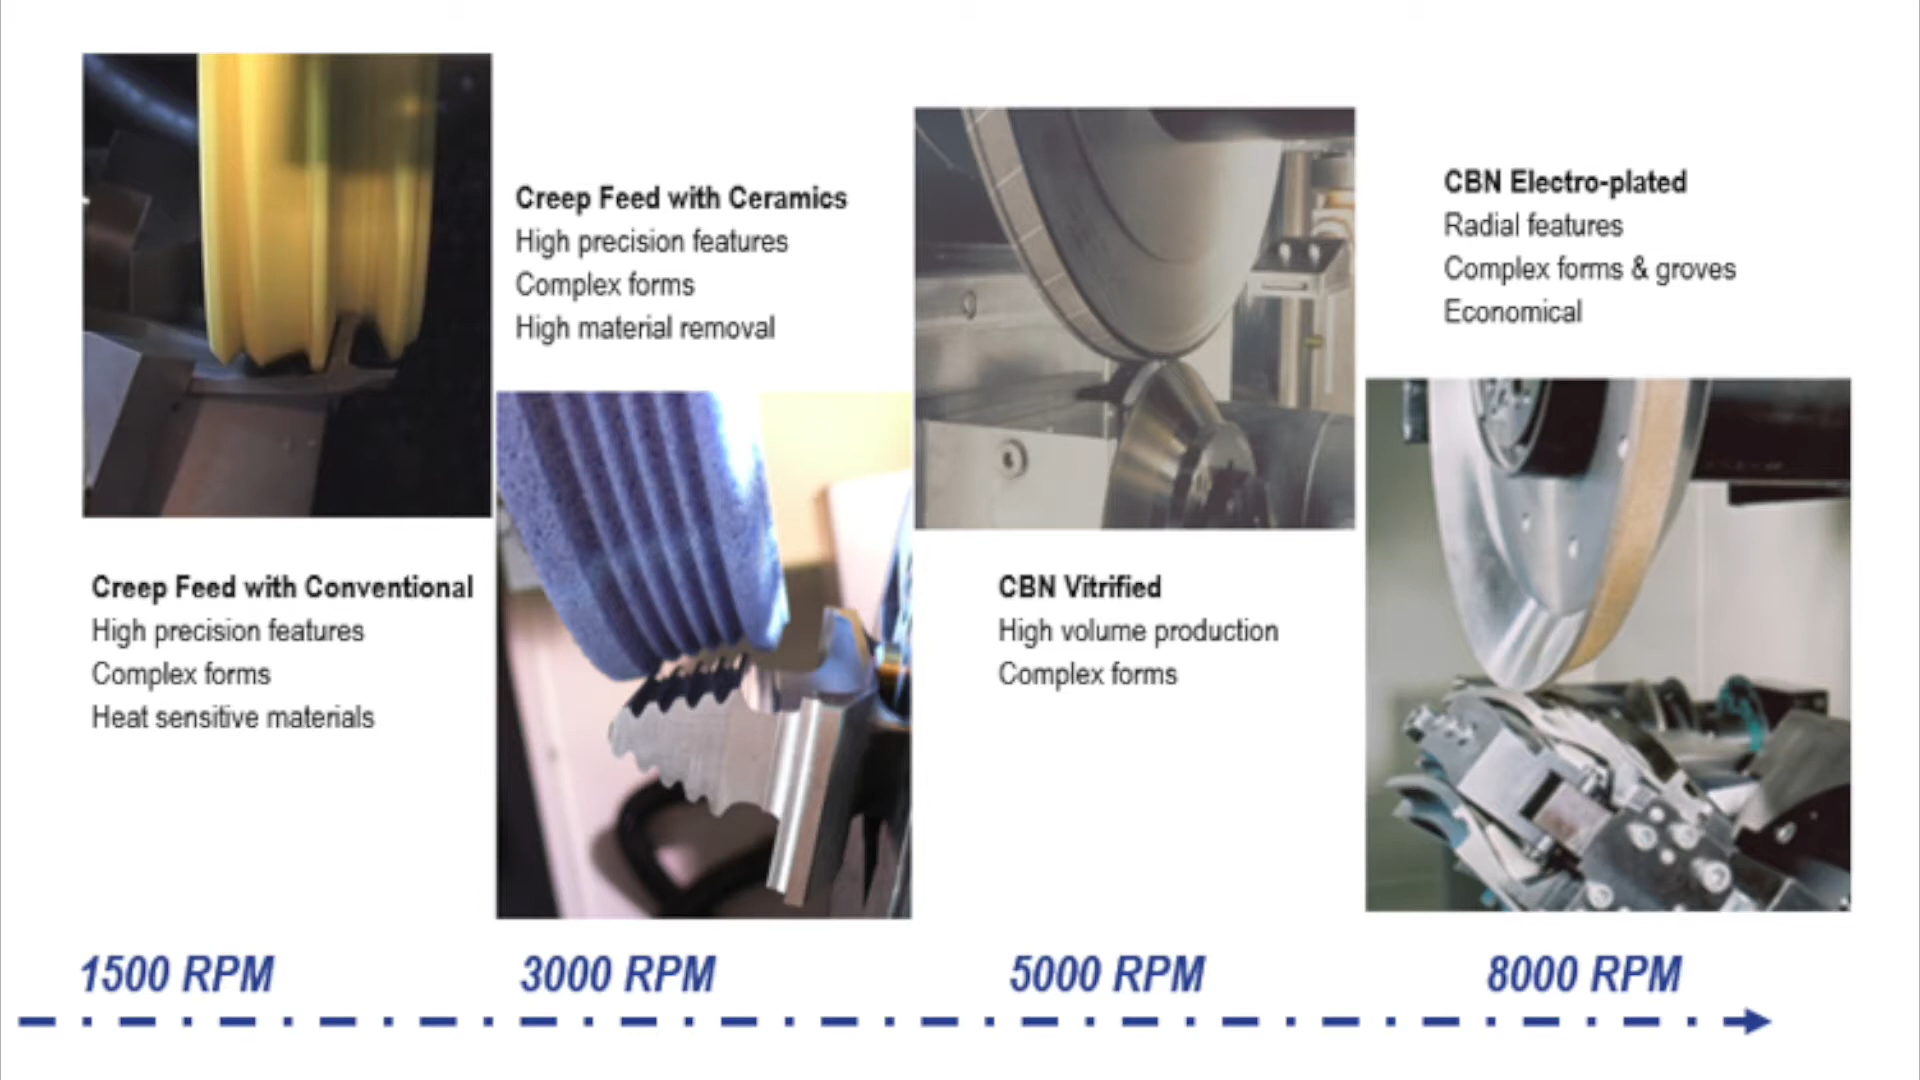 Creep Feed with Conventional
High precision features
Complex forms
Heat sensitive materials
Creep Feed with Ceramics
High precision features
Complex forms
High material removal
CBN Vitrified
High volume production
Complex forms
CBN Electro-plated
Radial features
Complex forms & groves
Economical
1500 RPM
3000 RPM
5000 RPM
8000 RPM